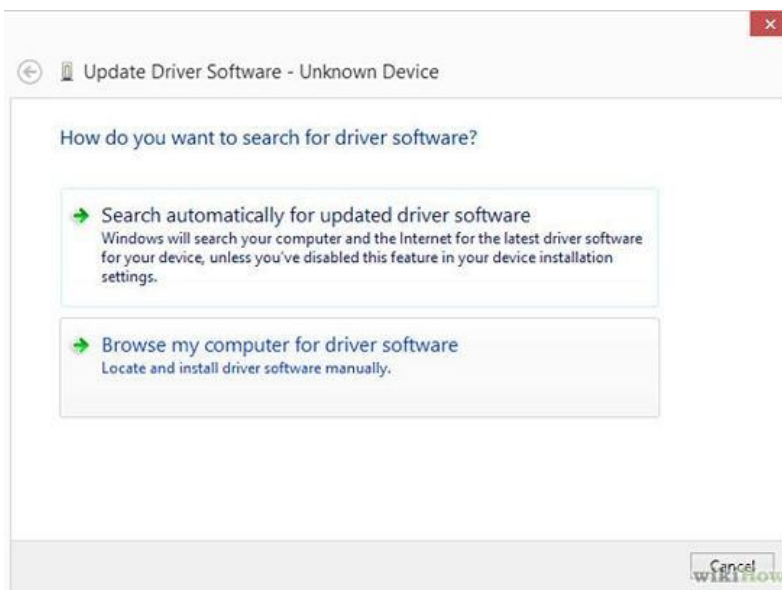 Update Driver Software - Unknown Device
How do you want to search for driver software?
Search automatically for updated driver software
Windows will search your computer and the Internet for the latest driver software
for your device, unless you've disabled this feature in your device installation
settings.
Browse my computer for driver software
Locate and install driver software manually.
Cancel
wikiHow